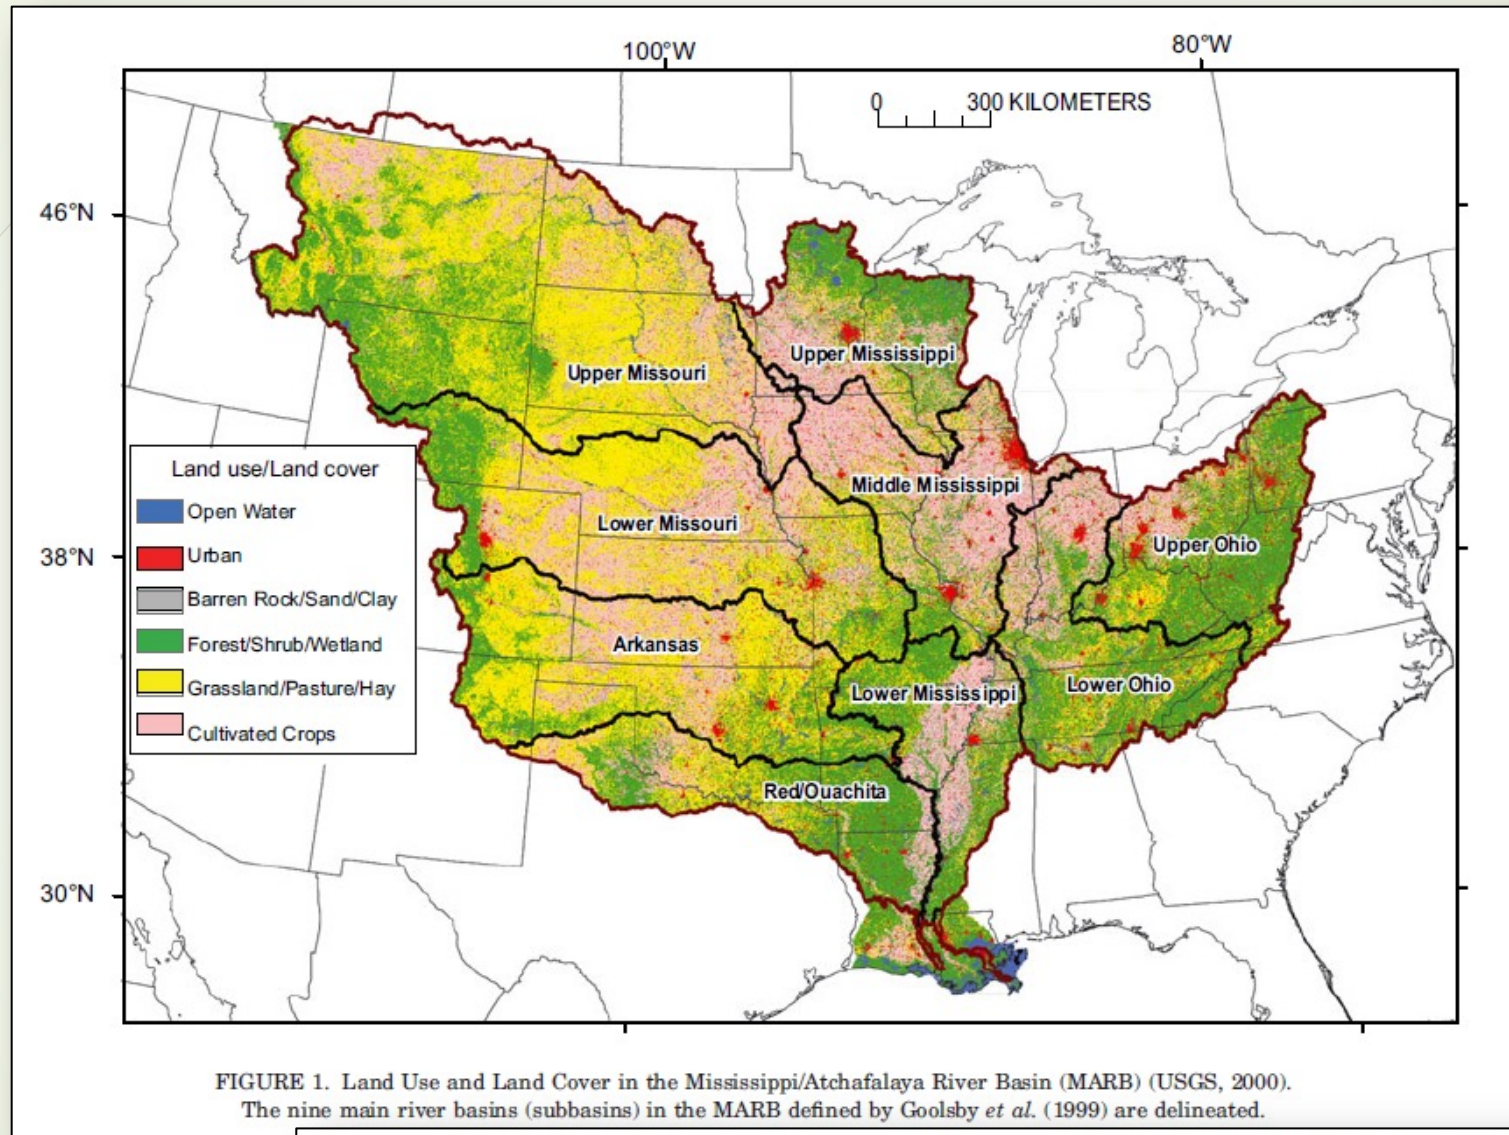 100°W
80°W
0 300 KILOMETERS
46°N
Upper Mississippi
Upper Missouri
Land use/Land cover
Open Water
Urban
Barren Rock/Sand/Clay
Forest/Shrub/Wetland
Grassland/Pasture/Hay
Cultivated Crops
Middle Mississippi
Lower Missouri
Upper Ohio
38°N
Arkansas
Lower Mississippi
Lower Ohio
Red/Ouachita
30°N
FIGURE 1. Land Use and Land Cover in the Mississippi/Atchafalaya River Basin (MARB) (USGS, 2000).
The nine main river basins (subbasins) in the MARB defined by Goolsby et al. (1999) are delineated.